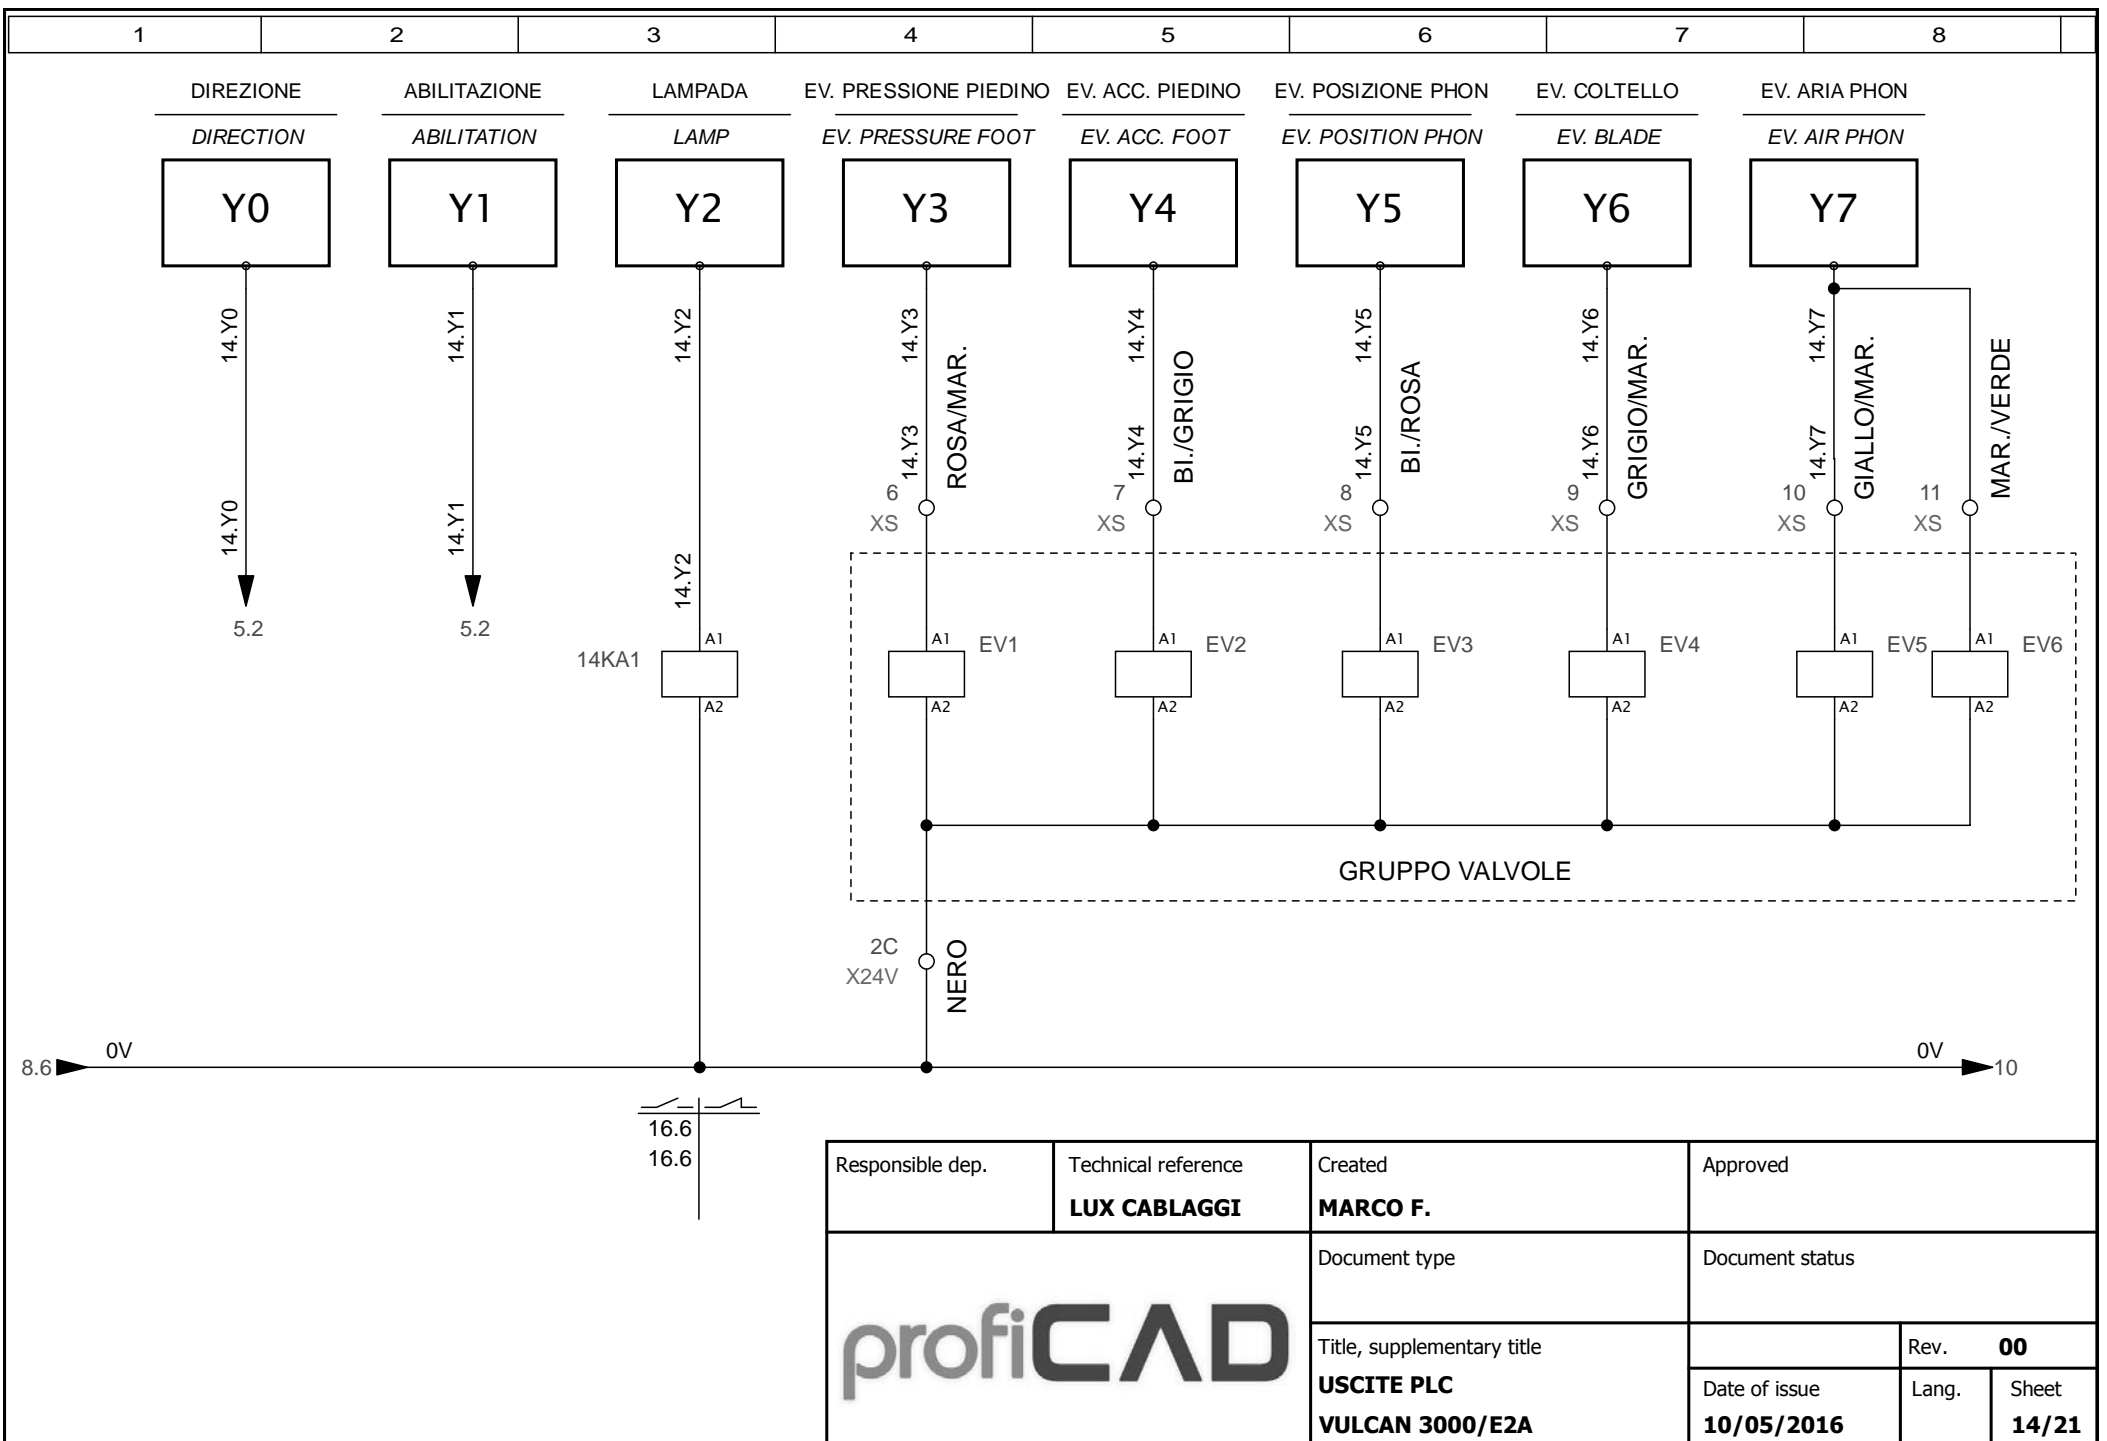 1 2 3 4 5 6 7 8
DIREZIONE ABILITAZIONE LAMPADA EV. PRESSIONE PIEDINO EV. ACC. PIEDINO EV. POSIZIONE PHON EV. COLTELLO EV. ARIA PHON
DIRECTION ABILITATION LAMP EV. PRESSURE FOOT EV. ACC. FOOT EV. POSITION PHON EV. BLADE EV. AIR PHON
Y0 Y1 Y2 Y3 Y4 Y5 Y6 Y7
14.Y0 14.Y1 14.Y2 14.Y3 14.Y4 14.Y5 14.Y6 14.Y7
ROSA/MAR. BI./GRIGIO BI./ROSA GRIGIO/MAR. GIALLO/MAR. MAR./VERDE
14.Y3 14.Y4 14.Y5 14.Y6 14.Y7
6 7 8 9 10 11
XS XS XS XS XS XS
14.Y0 14.Y1 14.Y2
5.2 5.2
A1 A1 A1 A1 A1 A1 A1
14KA1 EV1 EV2 EV3 EV4 EV5 EV6
A2 A2 A2 A2 A2 A2 A2
GRUPPO VALVOLE
2C
X24V
NERO
0V 0V
8.6 10
16.6
16.6
Responsible dep. Technical reference Created Approved
LUX CABLAGGI MARCO F.
Document type Document status
profiCAD
Title, supplementary title Rev. 00
USCITE PLC Date of issue Lang. Sheet
VULCAN 3000/E2A 10/05/2016 14/21